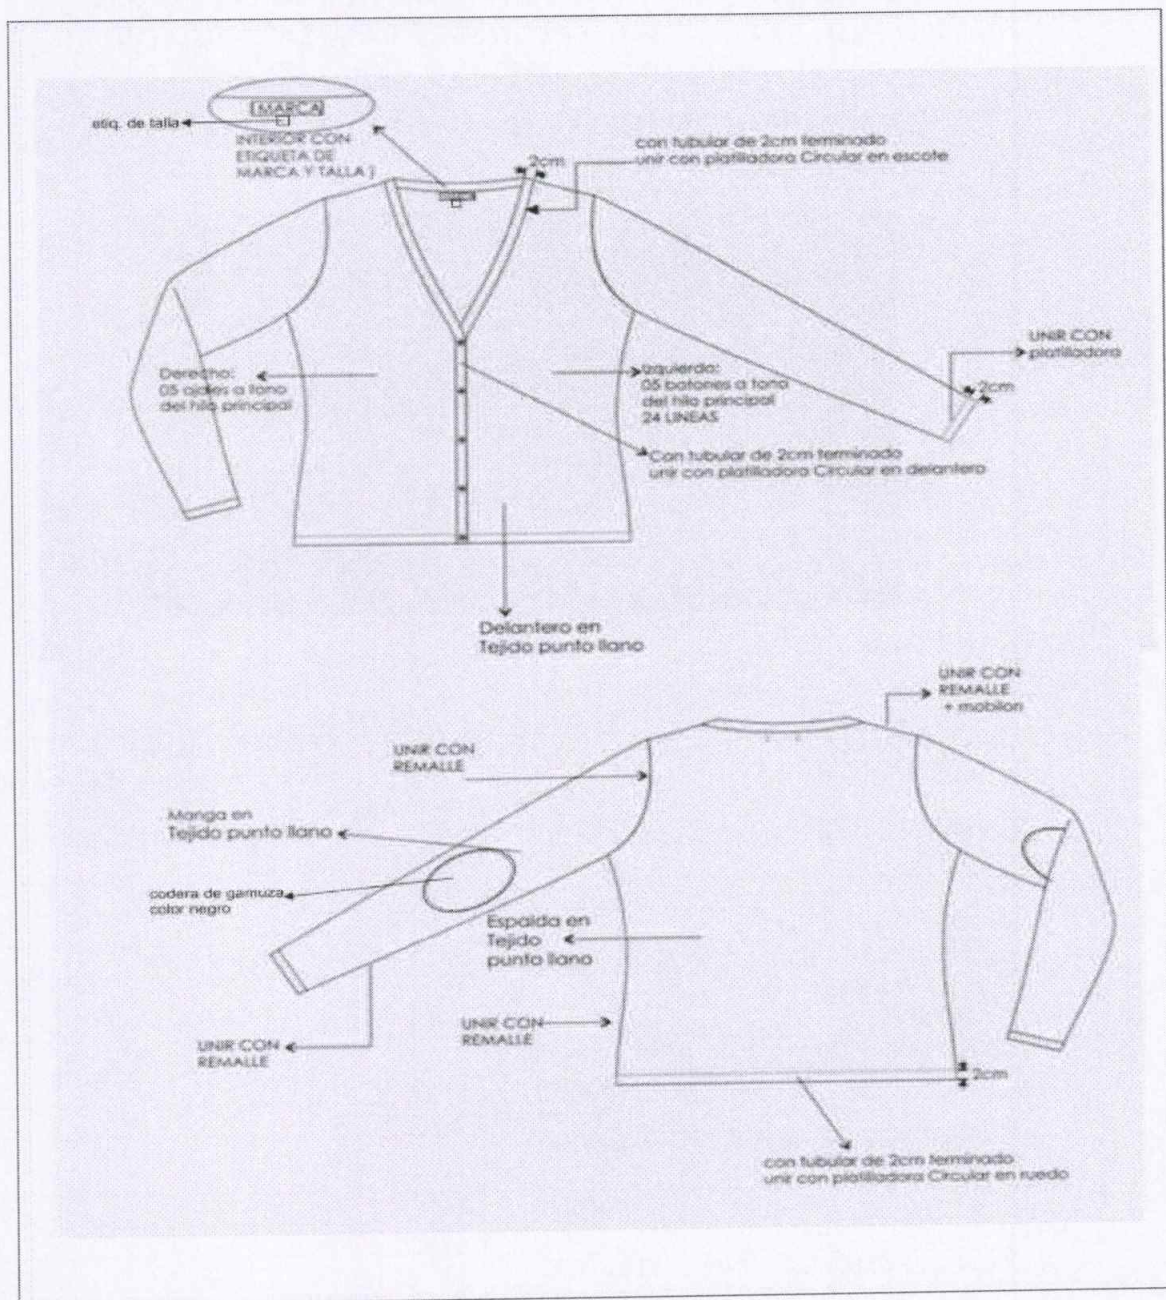 MARCA
etiq. de talla
INTERIOR CON
ETIQUETA DE
MARCA Y TALLA ]
2cm
con tubular de 2cm terminado
unir con platilladora Circular en escote
UNIR CON
platilladora
2cm
Derecho:
05 ojales a tono
del hilo principal
Izquierdo:
05 botones a tono
del hilo principal
24 LINEAS
Con tubular de 2cm terminado
unir con platilladora Circular en delantero
Delantero en
Tejido punto llano
UNIR CON
REMALLE
+ mobilon
UNIR CON
REMALLE
Manga en
Tejido punto llano
codera de gamuza
color negro
Espalda en
Tejido
punto llano
UNIR CON
REMALLE
UNIR CON
REMALLE
2cm
con tubular de 2cm terminado
unir con platilladora Circular en ruedo